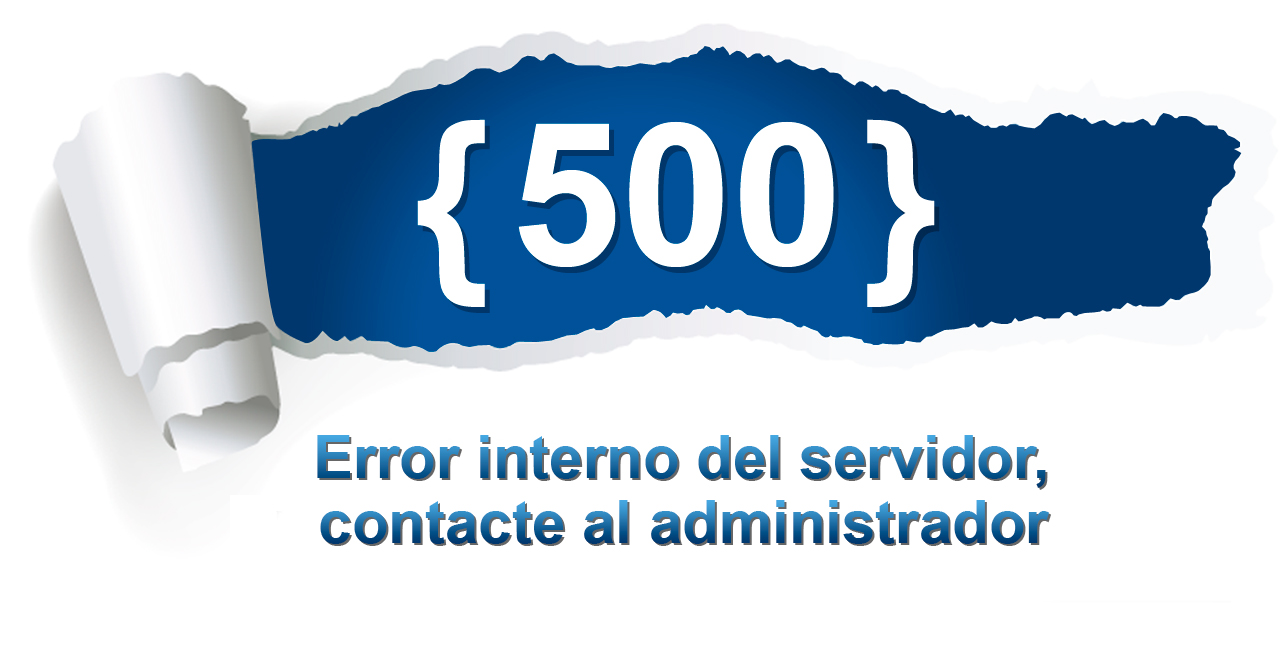 {500}
Error interno del servidor,
contacte al administrador